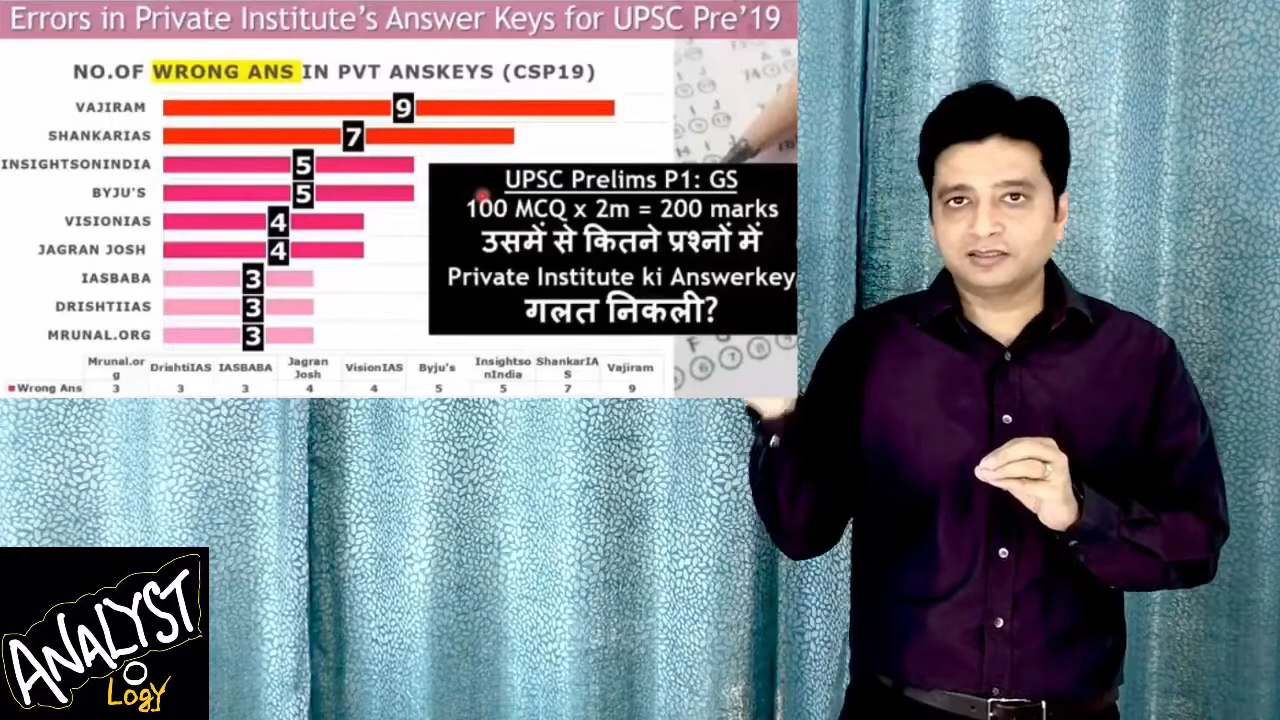 Errors in Private Institute's Answer Keys for UPSC Pre'19
NO.OF WRONG ANS IN PVT ANSKEYS (CSP19)
VAJIRAM 9
SHANKARIAS 7
INSIGHTSONINDIA 5
BYJU'S 5
VISIONIAS 4
JAGRAN JOSH 4
IASBABA 3
DRISHTIIAS 3
MRUNAL.ORG 3
UPSC Prelims P1: GS
100 MCQ x 2m = 200 marks
उसमें से कितने प्रश्नों में
Private Institute ki Answerkey
गलत निकली?
Mrunal.or DrishtiIAS IASBABA Jagran VisionIAS Byju's Insightso ShankarIA Vajiram
g Josh nIndia S
Wrong Ans 3 3 3 4 4 5 5 7 9
ANALYST
O
LOGY